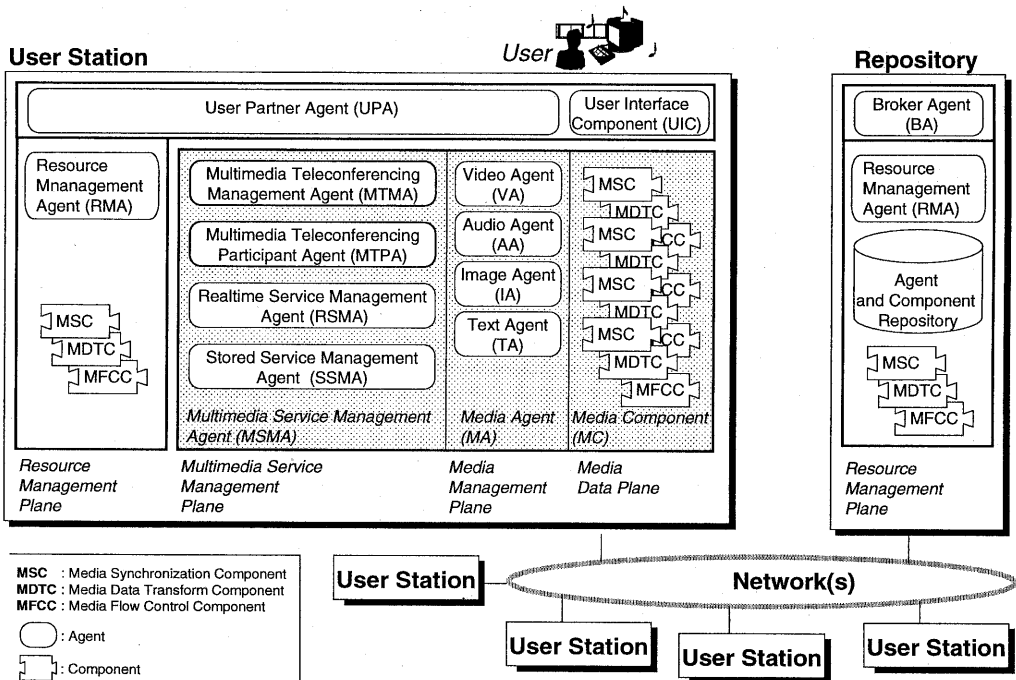 User
User Station
User Partner Agent (UPA)
User Interface
Component (UIC)
Resource
Mnanagement
Agent (RMA)
MSC
MDTC
MFCC
Multimedia Teleconferencing
Management Agent (MTMA)
Multimedia Teleconferencing
Participant Agent (MTPA)
Realtime Service Management
Agent (RSMA)
Stored Service Management
Agent (SSMA)
Multimedia Service Management
Agent (MSMA)
Video Agent
(VA)
Audio Agent
(AA)
Image Agent
(IA)
Text Agent
(TA)
Media Agent
(MA)
MSC
MDTC
MSC
CC
MDTC
MSC
CC
MDTC
MSC
CC
MDTC
MFCC
Media Component
(MC)
Resource
Management
Plane
Multimedia Service
Management
Plane
Media
Management
Plane
Media
Data Plane
Repository
Broker Agent
(BA)
Resource
Mnanagement
Agent (RMA)
Agent
and Component
Repository
MSC
MDTC
MFCC
Resource
Management
Plane
MSC : Media Synchronization Component
MDTC : Media Data Transform Component
MFCC : Media Flow Control Component
: Agent
: Component
User Station
Network(s)
User Station
User Station
User Station